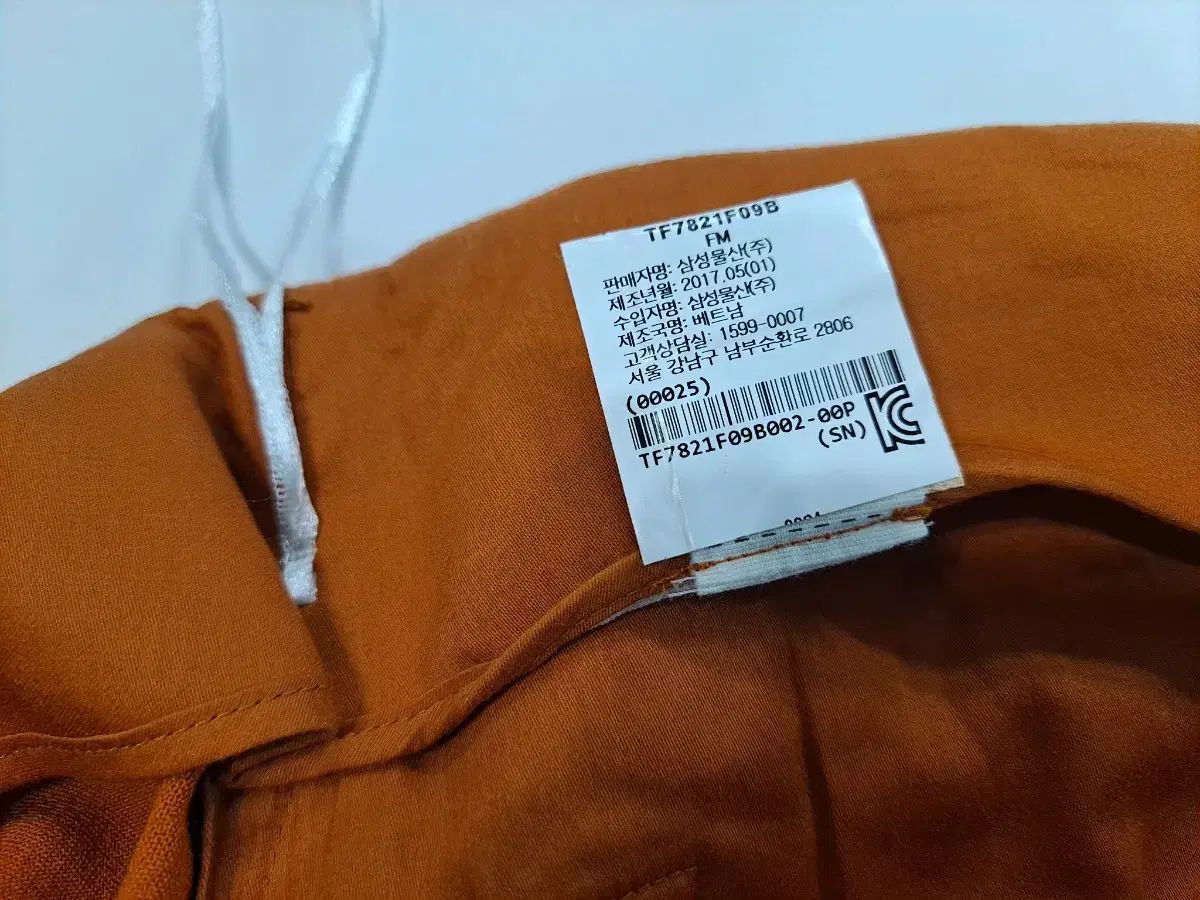 TF7821F09B
FM
판매자명: 삼성물산(주)
제조년월: 2017.05(01)
수입자명: 삼성물산(주)
제조국명: 베트남
고객상담실: 1599-0007
서울 강남구 남부순환로 2806
(00025)
TF7821F09B002-00P
(SN)